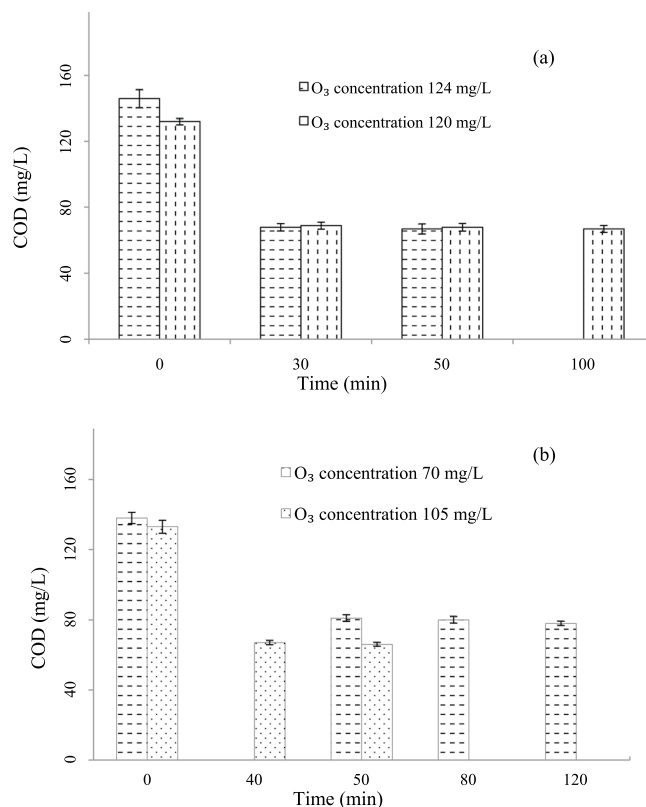 (a)
160
O₃ concentration 124 mg/L
O₃ concentration 120 mg/L
120
COD (mg/L)
80
40
0
0 30 50 100
Time (min)
(b)
160
O₃ concentration 70 mg/L
O₃ concentration 105 mg/L
120
COD (mg/L)
80
40
0
0 40 50 80 120
Time (min)